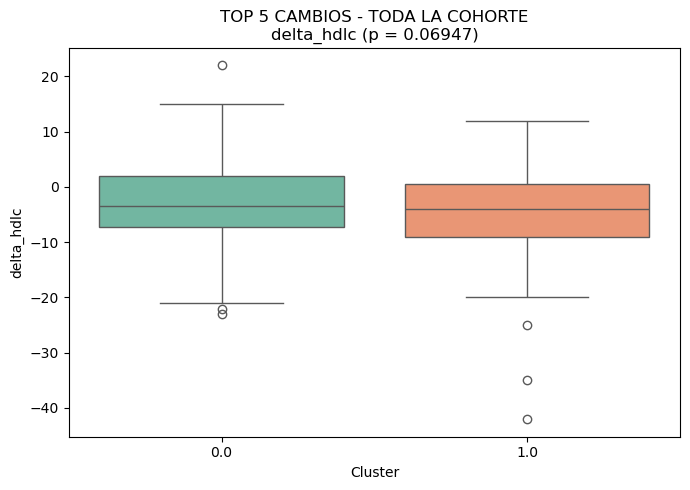 TOP 5 CAMBIOS - TODA LA COHORTE
delta_hdlc (p = 0.06947)
20
10
0
−10
−20
−30
−40
delta_hdlc
0.0
1.0
Cluster